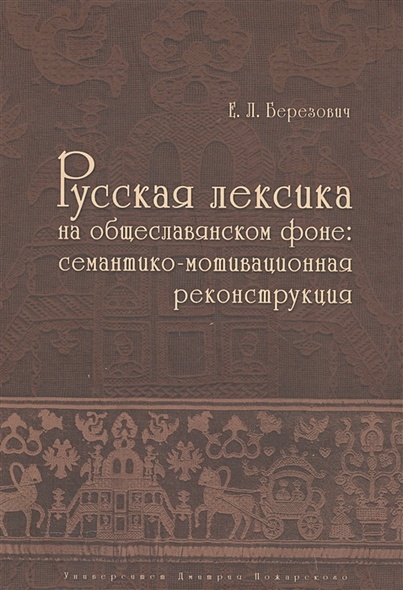 Е. Л. Березович
Русская лексика
на общеславянском фоне:
семантико-мотивационная
реконструкция
Университет Дмитрия Пожарского